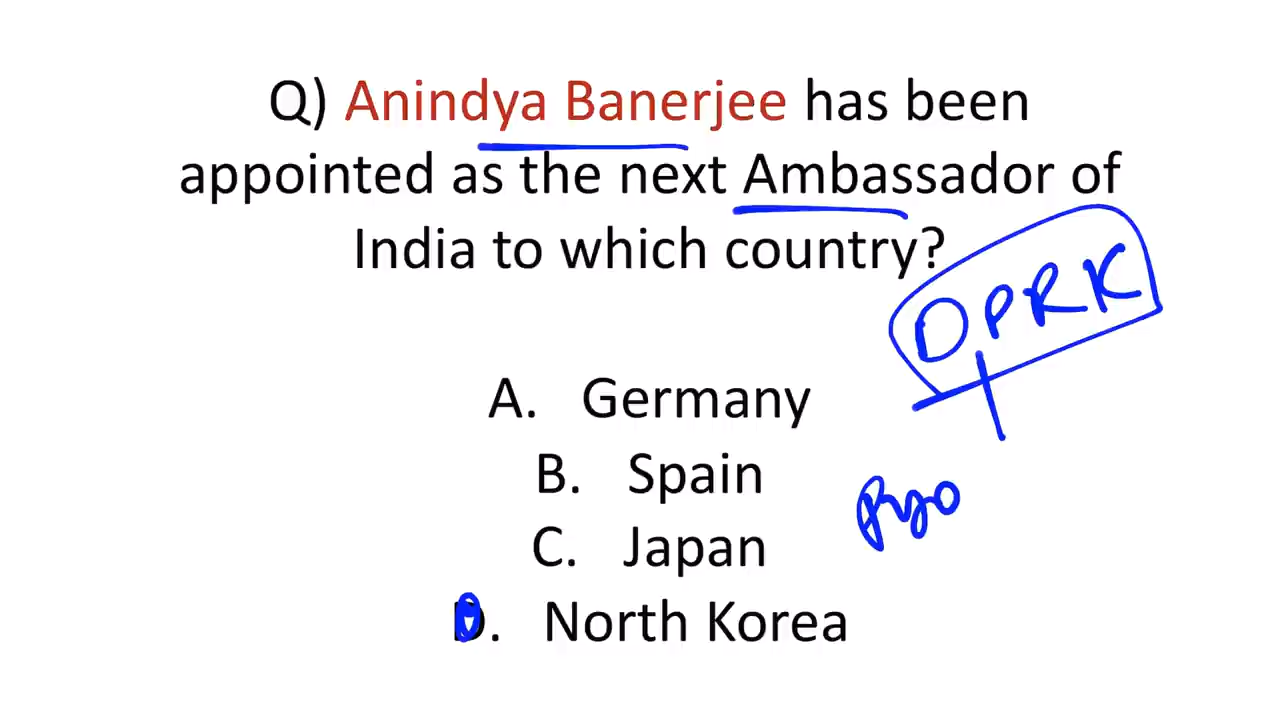 Q) Anindya Banerjee has been
appointed as the next Ambassador of
India to which country?
DPRK
A. Germany
B. Spain
Pyo
C. Japan
D. North Korea